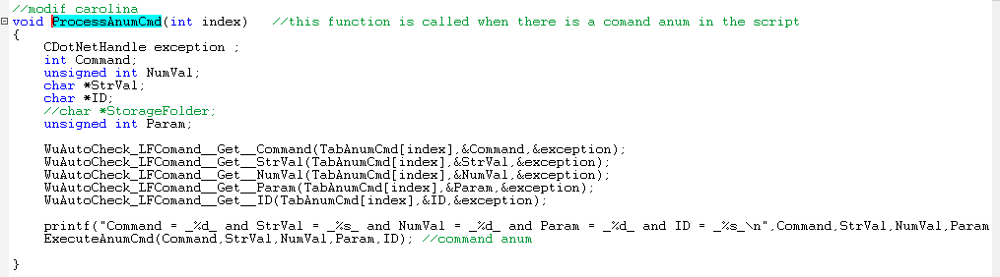 //modif carolina
void ProcessAnumCmd(int index)   //this function is called when there is a comand anum in the script
{
    CDotNetHandle exception ;
    int Command;
    unsigned int NumVal;
    char *StrVal;
    char *ID;
    //char *StorageFolder;
    unsigned int Param;
    WuAutoCheck_LFComand__Get__Command(TabAnumCmd[index],&Command,&exception);
    WuAutoCheck_LFComand__Get__StrVal(TabAnumCmd[index],&StrVal,&exception);
    WuAutoCheck_LFComand__Get__NumVal(TabAnumCmd[index],&NumVal,&exception);
    WuAutoCheck_LFComand__Get__Param(TabAnumCmd[index],&Param,&exception);
    WuAutoCheck_LFComand__Get__ID(TabAnumCmd[index],&ID,&exception);
    printf("Command = _%d_ and StrVal = _%s_ and NumVal = _%d_ and Param = _%d_ and ID = _%s_\n",Command,StrVal,NumVal,Param
    ExecuteAnumCmd(Command,StrVal,NumVal,Param,ID); //command anum
}